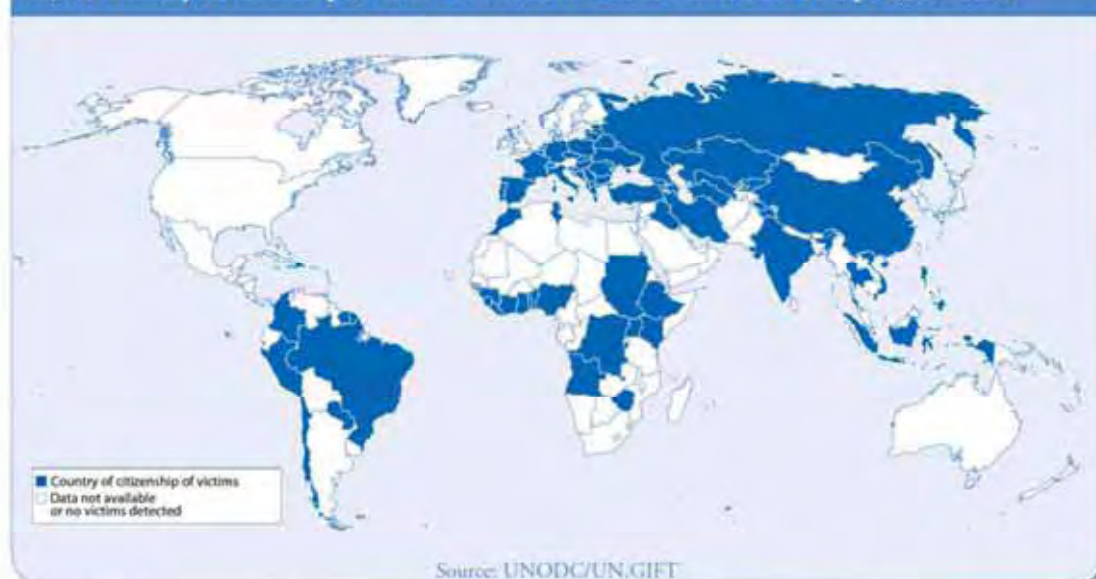 Country of citizenship of victims
Data not available
or no victims detected
Source: UNODC/UN.GIFT